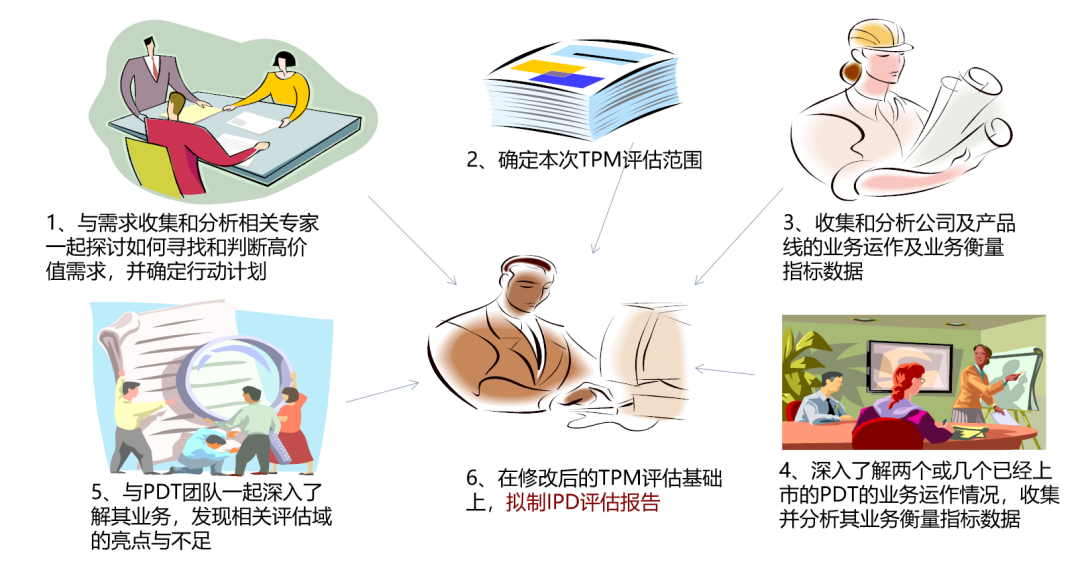 1、与需求收集和分析相关专家
一起探讨如何寻找和判断高价
值需求，并确定行动计划
2、确定本次TPM评估范围
3、收集和分析公司及产品
线的业务运作及业务衡量
指标数据
4、深入了解两个或几个已经上
市的PDT的业务运作情况，收集
并分析其业务衡量指标数据
5、与PDT团队一起深入了
解其业务，发现相关评估域
的亮点与不足
6、在修改后的TPM评估基础
上，拟制IPD评估报告